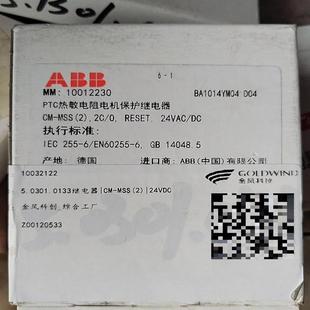 ABB
6-1
MM: 10012230
BA1014YM04 D04
PTC热敏电阻电机保护继电器
CM-MSS(2),2C/O, RESET, 24VAC/DC
执行标准:
IEC 255-6/EN60255-6, GB 14048.5
产 地: 德国 进口商: ABB(中国)有限公司
10032122
GOLDWIND
5.0301.0133继电器|CM-MSS(2)|24VDC
金风科技
金风科创_综合工厂
Z00120533